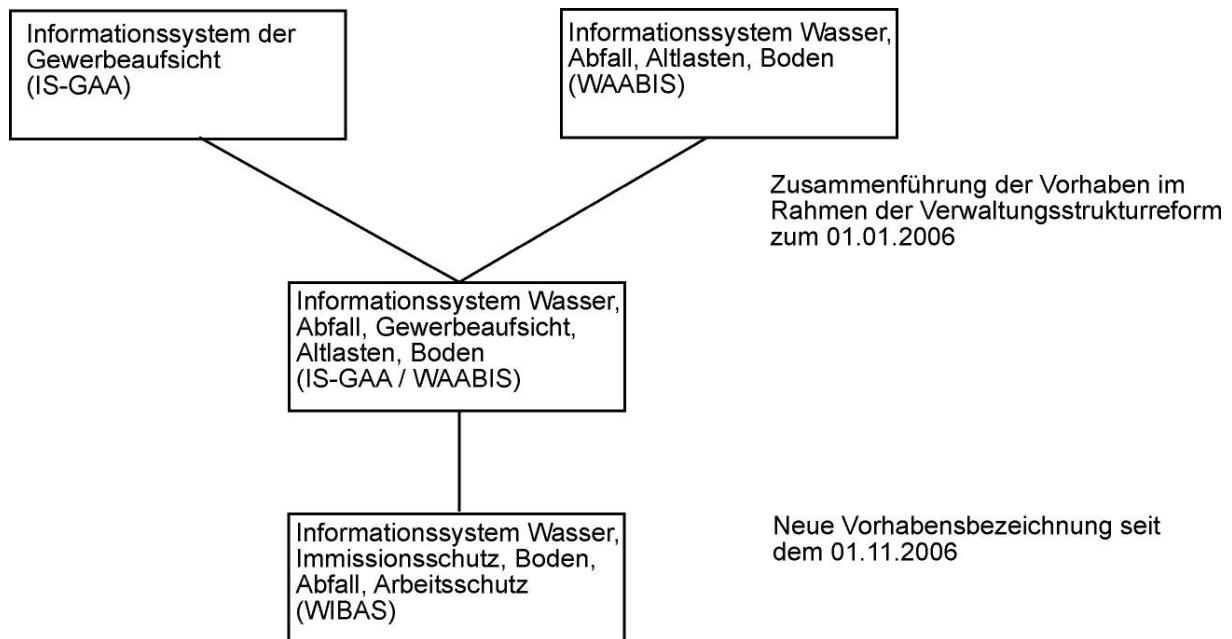 Informationssystem der
Gewerbeaufsicht
(IS-GAA)
Informationssystem Wasser,
Abfall, Altlasten, Boden
(WAABIS)
Zusammenführung der Vorhaben im
Rahmen der Verwaltungsstrukturreform
zum 01.01.2006
Informationssystem Wasser,
Abfall, Gewerbeaufsicht,
Altlasten, Boden
(IS-GAA / WAABIS)
Informationssystem Wasser,
Immissionsschutz, Boden,
Abfall, Arbeitsschutz
(WIBAS)
Neue Vorhabensbezeichnung seit
dem 01.11.2006